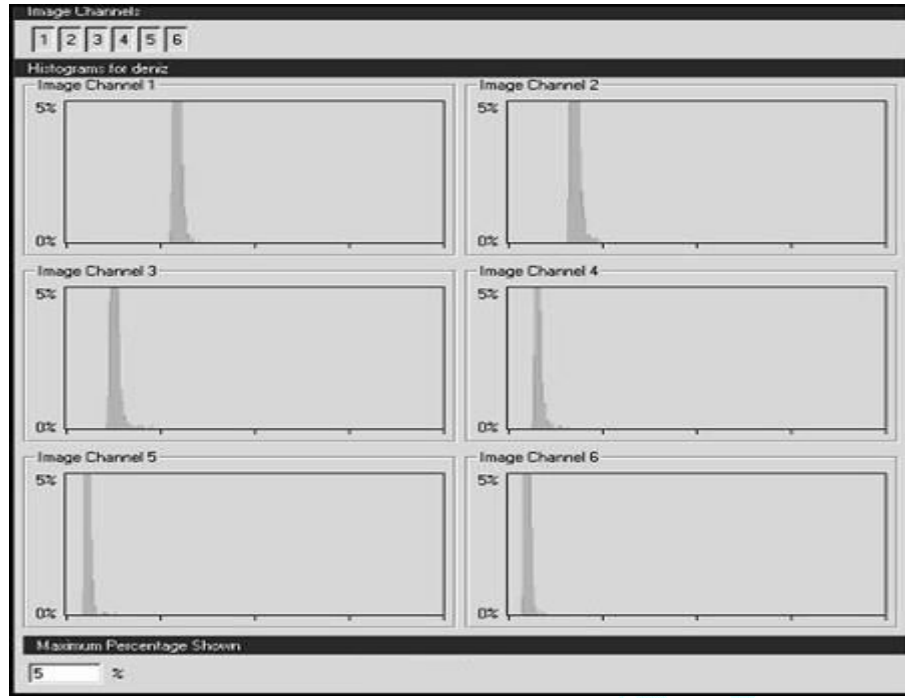 Image Channels
1 2 3 4 5 6
Histograms for deniz
Image Channel 1
5%
0%
Image Channel 2
5%
0%
Image Channel 3
5%
0%
Image Channel 4
5%
0%
Image Channel 5
5%
0%
Image Channel 6
5%
0%
Maximum Percentage Shown
5 %